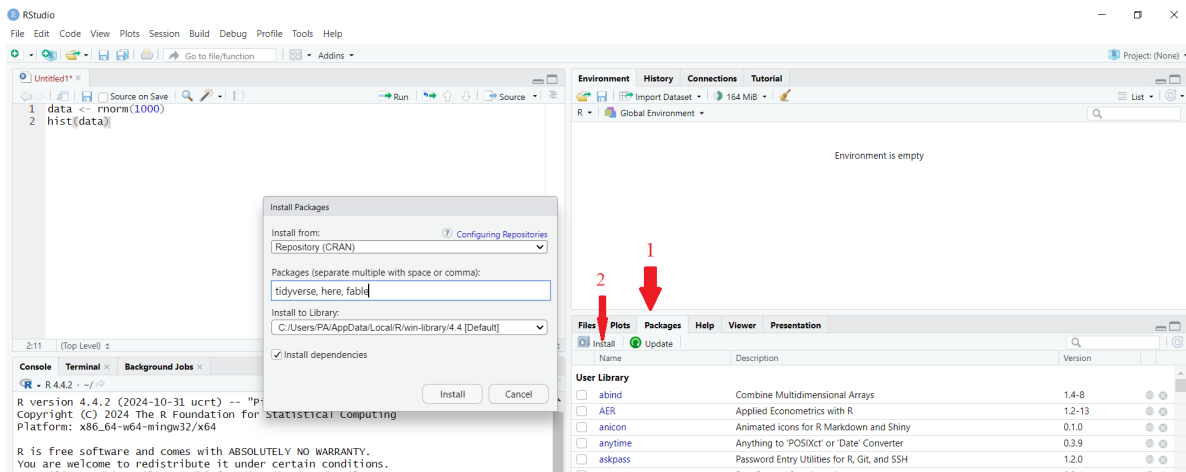 RStudio
File Edit Code View Plots Session Build Debug Profile Tools Help
Go to file/function Addins Project: (None)
Untitled1*
Source on Save Run Source
1 data <- rnorm(1000)
2 hist(data)
2:11 (Top Level)
Environment History Connections Tutorial
Import Dataset 164 MiB List
R Global Environment
Environment is empty
Install Packages
Install from: ? Configuring Repositories
Repository (CRAN)
Packages (separate multiple with space or comma):
tidyverse, here, fable
Install to Library:
C:/Users/PA/AppData/Local/R/win-library/4.4 [Default]
Install dependencies
Install Cancel
1
2
Files Plots Packages Help Viewer Presentation
Install Update
Name Description Version
User Library
abind Combine Multidimensional Arrays 1.4-8
AER Applied Econometrics with R 1.2-13
anicon Animated icons for R Markdown and Shiny 0.1.0
anytime Anything to 'POSIXct' or 'Date' Converter 0.3.9
askpass Password Entry Utilities for R, Git, and SSH 1.2.0
Console Terminal Background Jobs
R 4.4.2 · ~/
R version 4.4.2 (2024-10-31 ucrt) -- "Pi
Copyright (C) 2024 The R Foundation for Statistical Computing
Platform: x86_64-w64-mingw32/x64
R is free software and comes with ABSOLUTELY NO WARRANTY.
You are welcome to redistribute it under certain conditions.